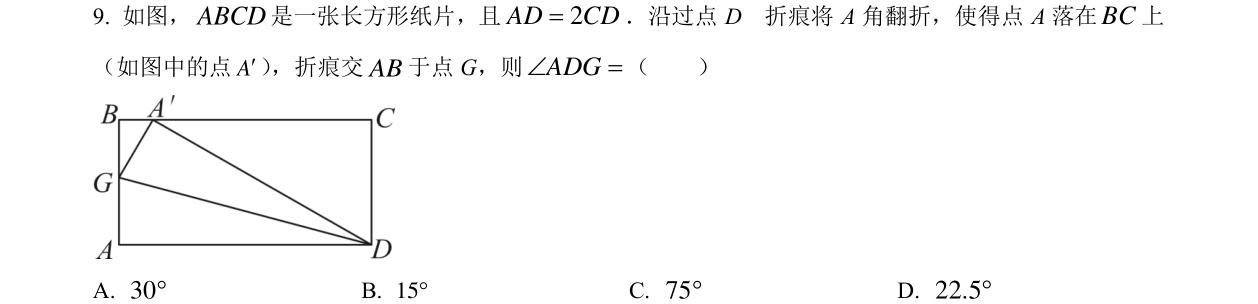 9. 如图， ABCD 是一张长方形纸片，且 AD = 2CD ．沿过点 D 折痕将 A 角翻折，使得点 A 落在 BC 上
（如图中的点 A′ ），折痕交 AB 于点 G，则 ∠ADG = （ ）
B A′ C
G
A D
A. 30° B. 15° C. 75° D. 22.5°